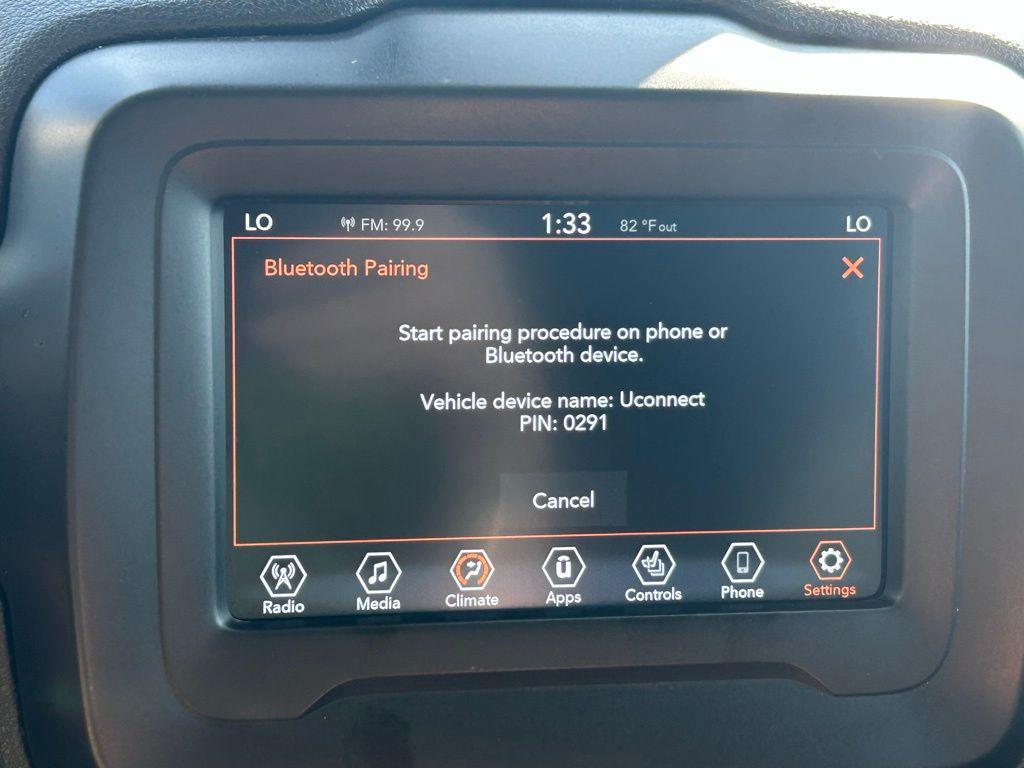 LO FM: 99.9 1:33 82 °F out LO
Bluetooth Pairing
Start pairing procedure on phone or
Bluetooth device.
Vehicle device name: Uconnect
PIN: 0291
Cancel
Radio Media Climate Apps Controls Phone Settings